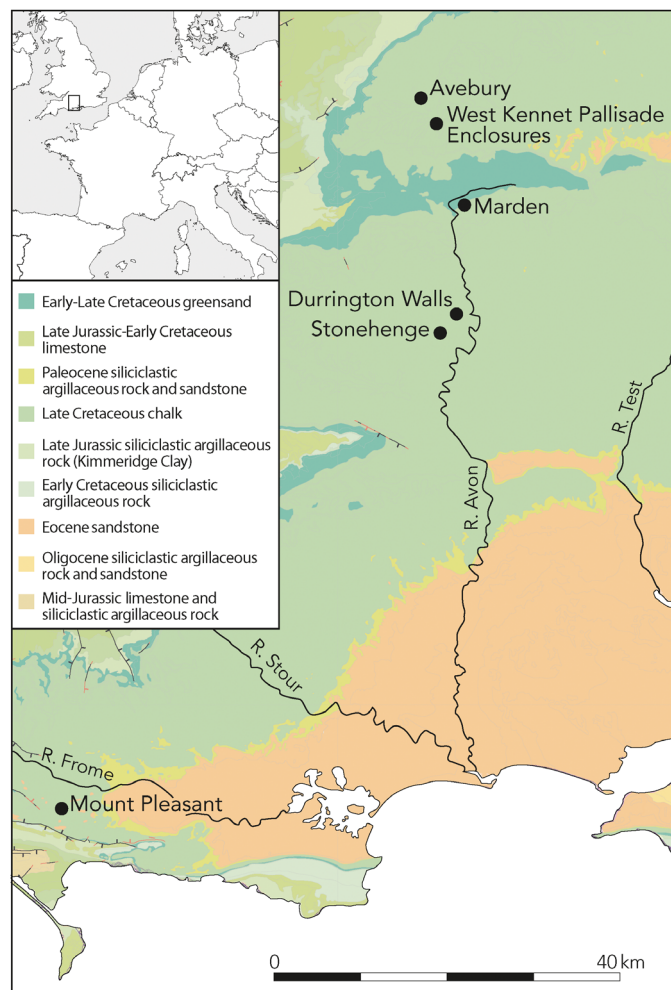 Avebury
West Kennet Pallisade
Enclosures
Marden
Durrington Walls
Stonehenge
Early-Late Cretaceous greensand
Late Jurassic-Early Cretaceous
limestone
Paleocene siliciclastic
argillaceous rock and sandstone
Late Cretaceous chalk
Late Jurassic siliciclastic argillaceous
rock (Kimmeridge Clay)
Early Cretaceous siliciclastic
argillaceous rock
Eocene sandstone
Oligocene siliciclastic argillaceous
rock and sandstone
Mid-Jurassic limestone and
siliciclastic argillaceous rock
R. Test
R. Avon
R. Stour
R. Frome
Mount Pleasant
0 40 km